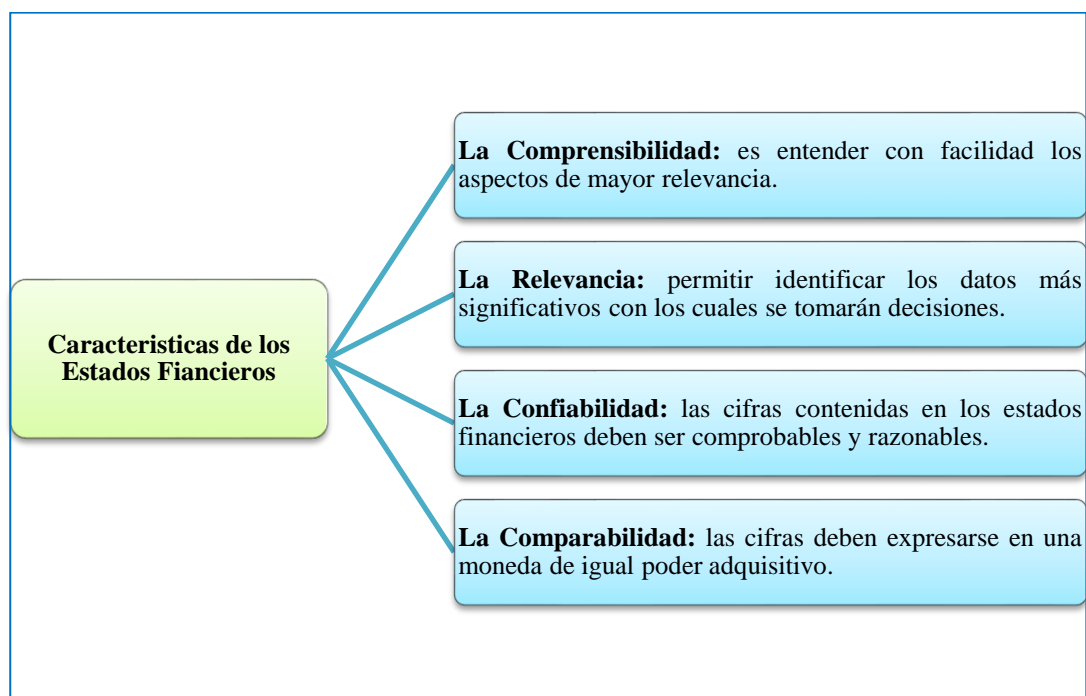 Caracteristicas de los
Estados Fiancieros
La Comprensibilidad: es entender con facilidad los
aspectos de mayor relevancia.
La Relevancia: permitir identificar los datos más
significativos con los cuales se tomarán decisiones.
La Confiabilidad: las cifras contenidas en los estados
financieros deben ser comprobables y razonables.
La Comparabilidad: las cifras deben expresarse en una
moneda de igual poder adquisitivo.